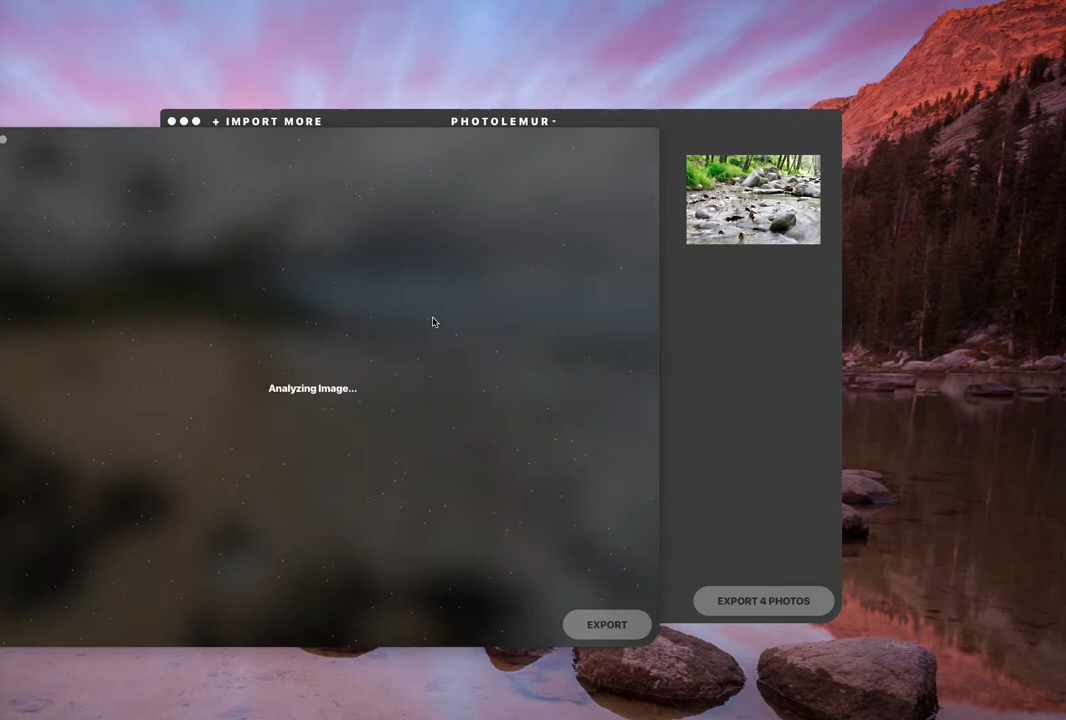 + IMPORT MORE
PHOTOLEMUR
Analyzing Image...
EXPORT 4 PHOTOS
EXPORT